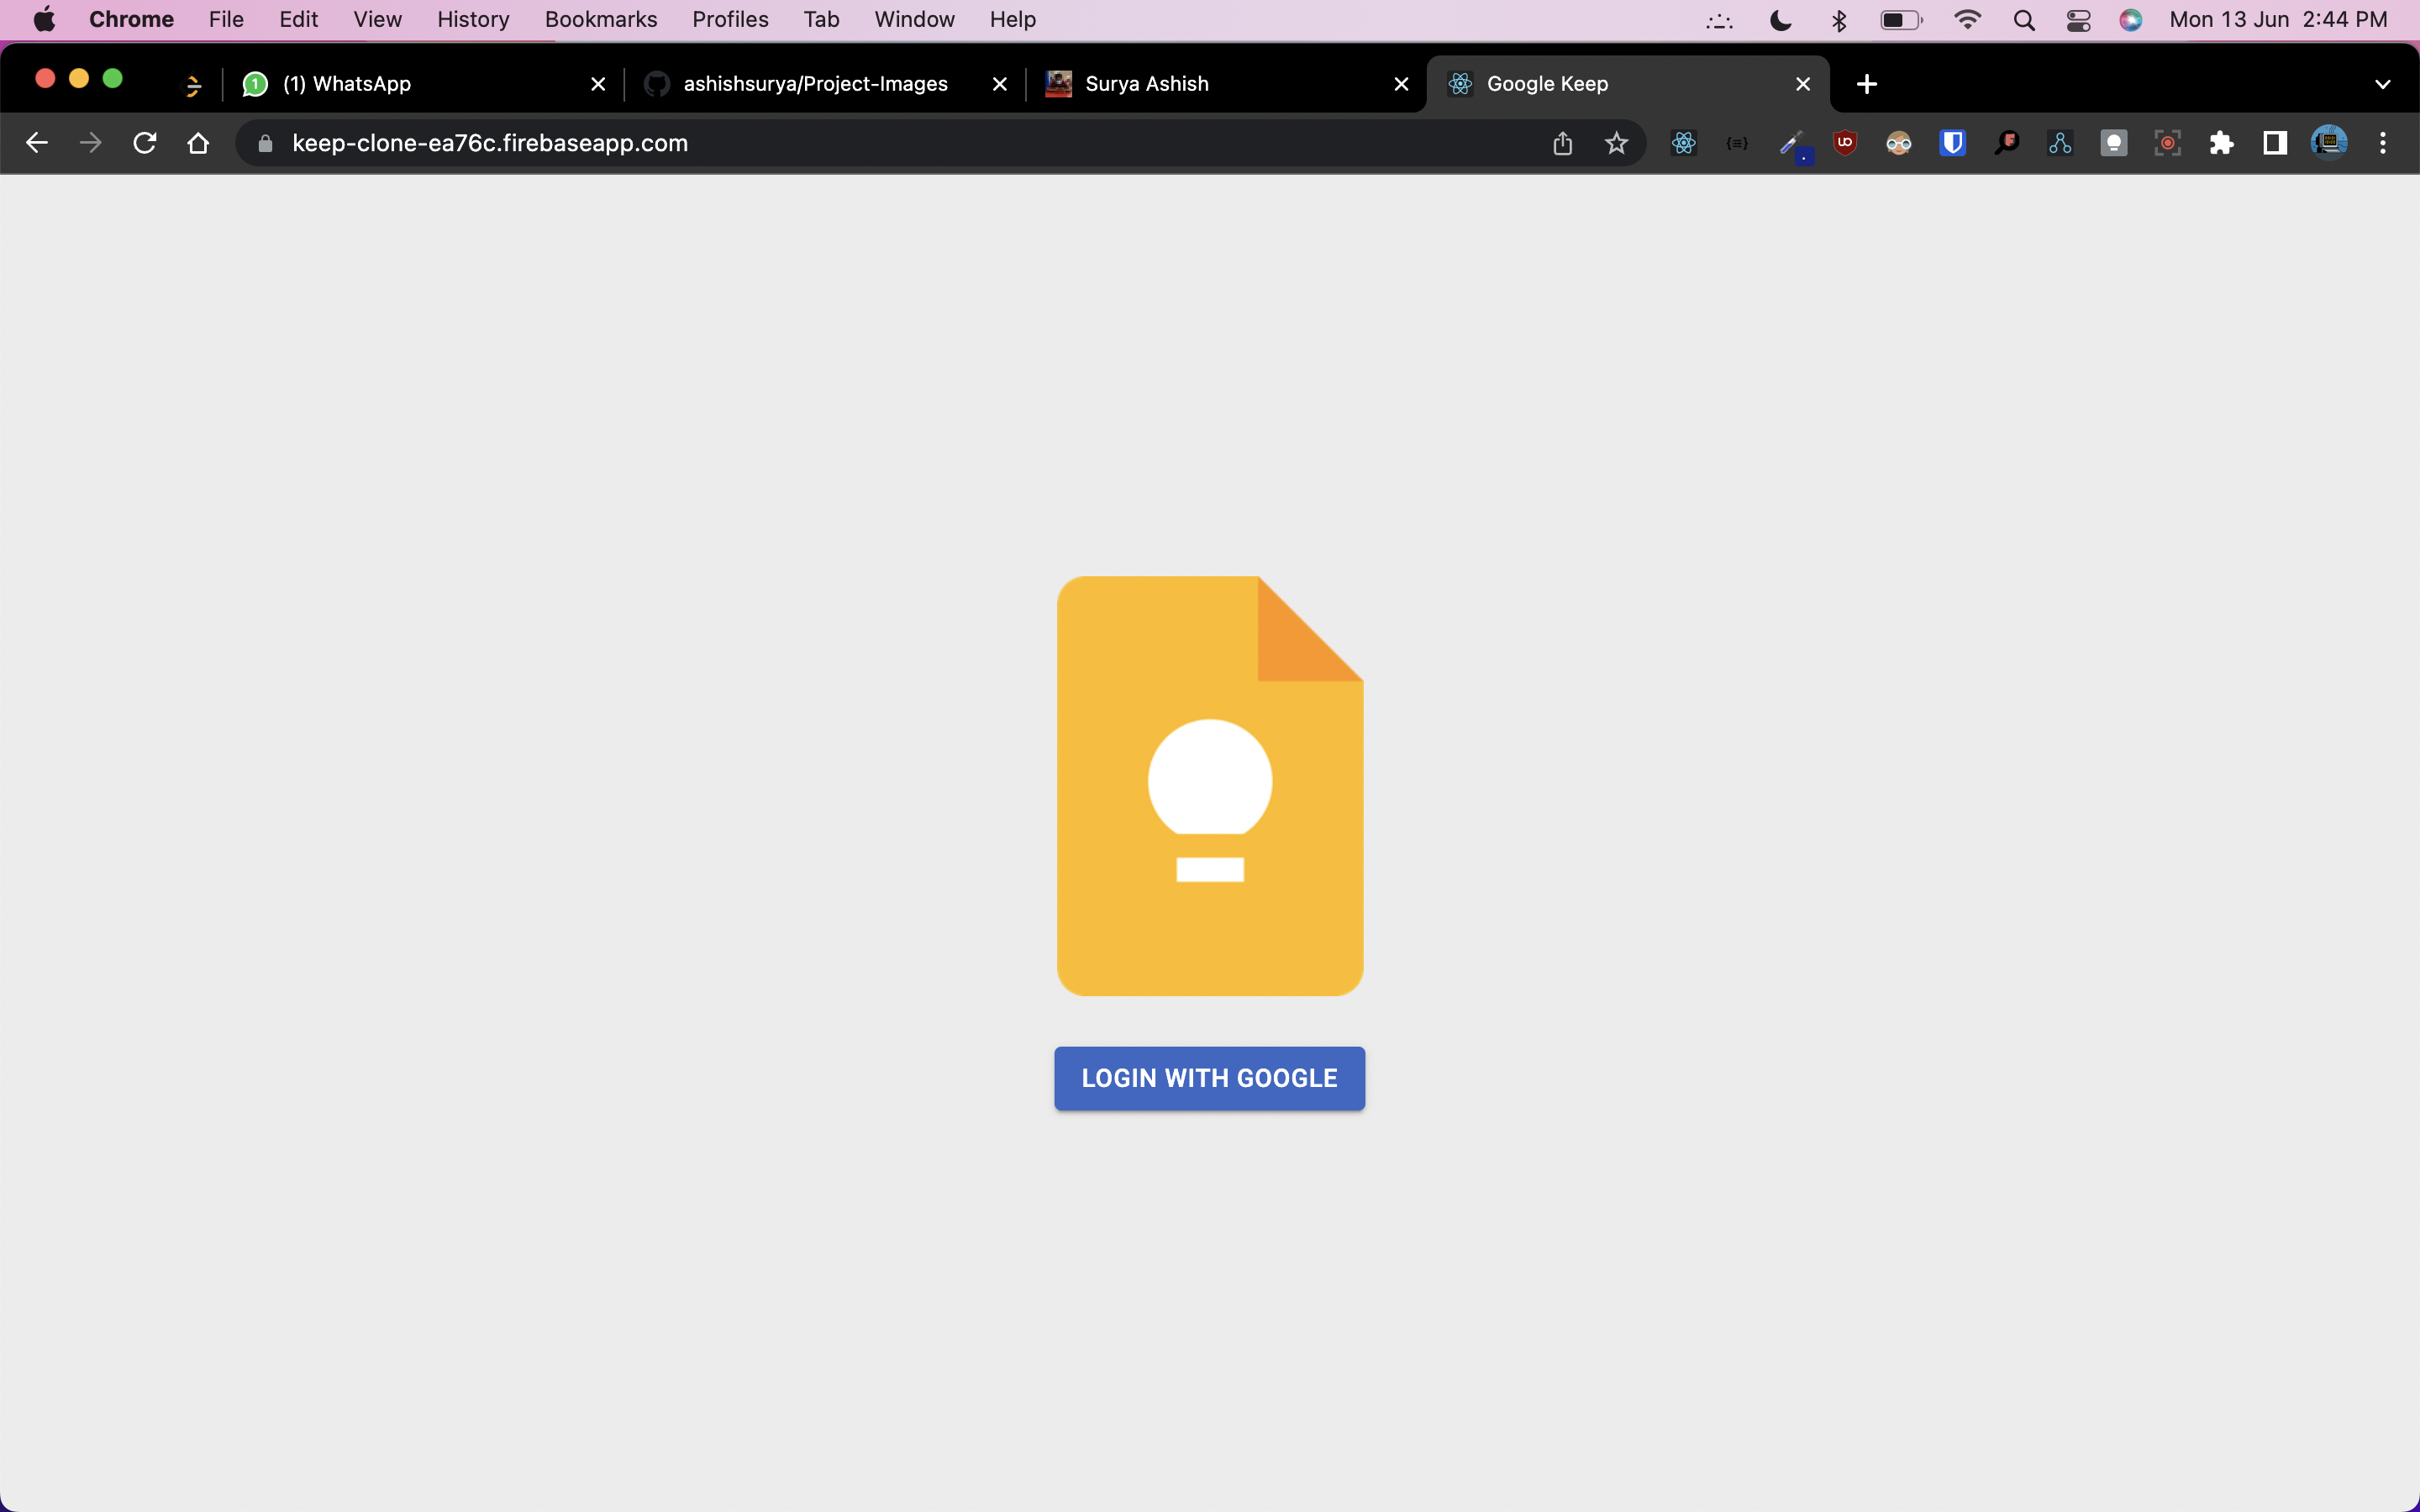 Chrome File Edit View History Bookmarks Profiles Tab Window Help Mon 13 Jun 2:44 PM
1 (1) WhatsApp ashishsurya/Project-Images Surya Ashish Google Keep
keep-clone-ea76c.firebaseapp.com
LOGIN WITH GOOGLE